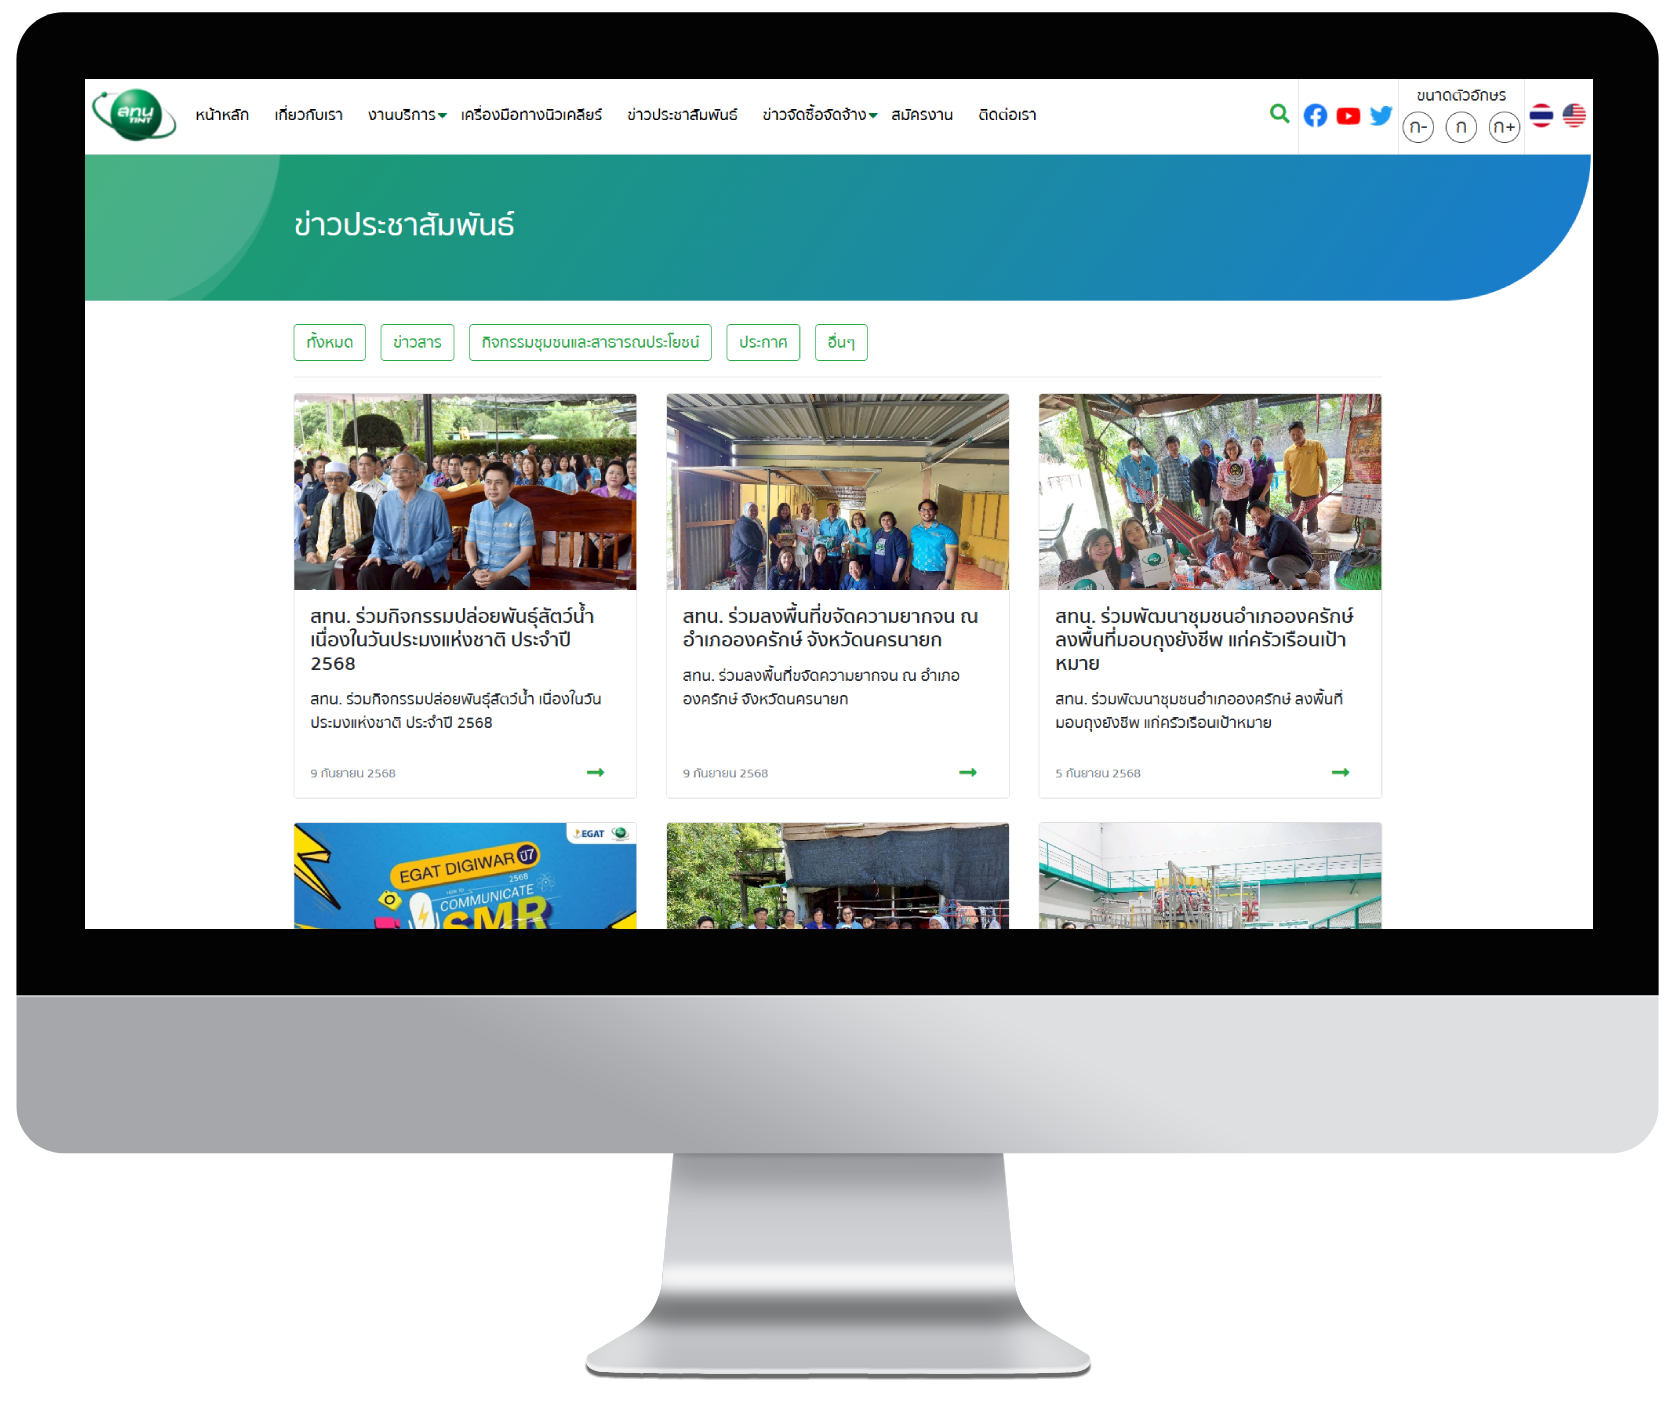 สทน
TINT
หน้าหลัก เกี่ยวกับเรา งานบริการ เครื่องมือทางนิวเคลียร์ ข่าวประชาสัมพันธ์ ข่าวจัดซื้อจัดจ้าง สมัครงาน ติดต่อเรา
ขนาดตัวอักษร
ก- ก ก+
ข่าวประชาสัมพันธ์
ทั้งหมด ข่าวสาร กิจกรรมชุมชนและสาธารณประโยชน์ ประกาศ อื่นๆ
สทน. ร่วมกิจกรรมปล่อยพันธุ์สัตว์น้ำ
เนื่องในวันประมงแห่งชาติ ประจำปี
2568
สทน. ร่วมกิจกรรมปล่อยพันธุ์สัตว์น้ำ เนื่องในวัน
ประมงแห่งชาติ ประจำปี 2568
9 กันยายน 2568
สทน. ร่วมลงพื้นที่ขจัดความยากจน ณ
อำเภอองครักษ์ จังหวัดนครนายก
สทน. ร่วมลงพื้นที่ขจัดความยากจน ณ อำเภอ
องครักษ์ จังหวัดนครนายก
9 กันยายน 2568
สทน. ร่วมพัฒนาชุมชนอำเภอองครักษ์
ลงพื้นที่มอบถุงยังชีพ แก่ครัวเรือนเป้า
หมาย
สทน. ร่วมพัฒนาชุมชนอำเภอองครักษ์ ลงพื้นที่
มอบถุงยังชีพ แก่ครัวเรือนเป้าหมาย
5 กันยายน 2568
EGAT
EGAT DIGIWAR ปี7
2568
HOW TO
COMMUNICATE
SMR